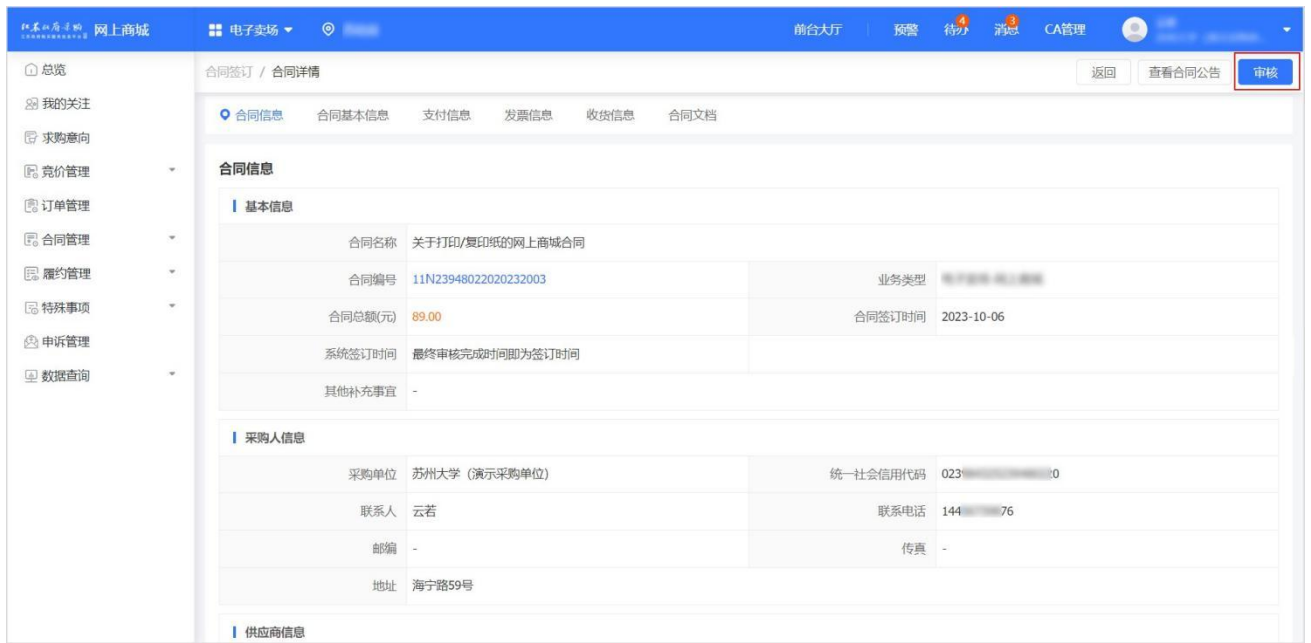 网上商城
电子卖场
前台大厅 预警 待办 4 消息 3 CA管理
总览
我的关注
求购意向
竞价管理
订单管理
合同管理
履约管理
特殊事项
申诉管理
数据查询
合同签订 / 合同详情
返回 查看合同公告 审核
合同信息 合同基本信息 支付信息 发票信息 收货信息 合同文档
合同信息
基本信息
合同名称 关于打印/复印纸的网上商城合同
合同编号 11N23948022020232003 业务类型
合同总额(元) 89.00 合同签订时间 2023-10-06
系统签订时间 最终审核完成时间即为签订时间
其他补充事宜 -
采购人信息
采购单位 苏州大学（演示采购单位） 统一社会信用代码 023 0
联系人 云若 联系电话 144 76
邮编 - 传真 -
地址 海宁路59号
供应商信息